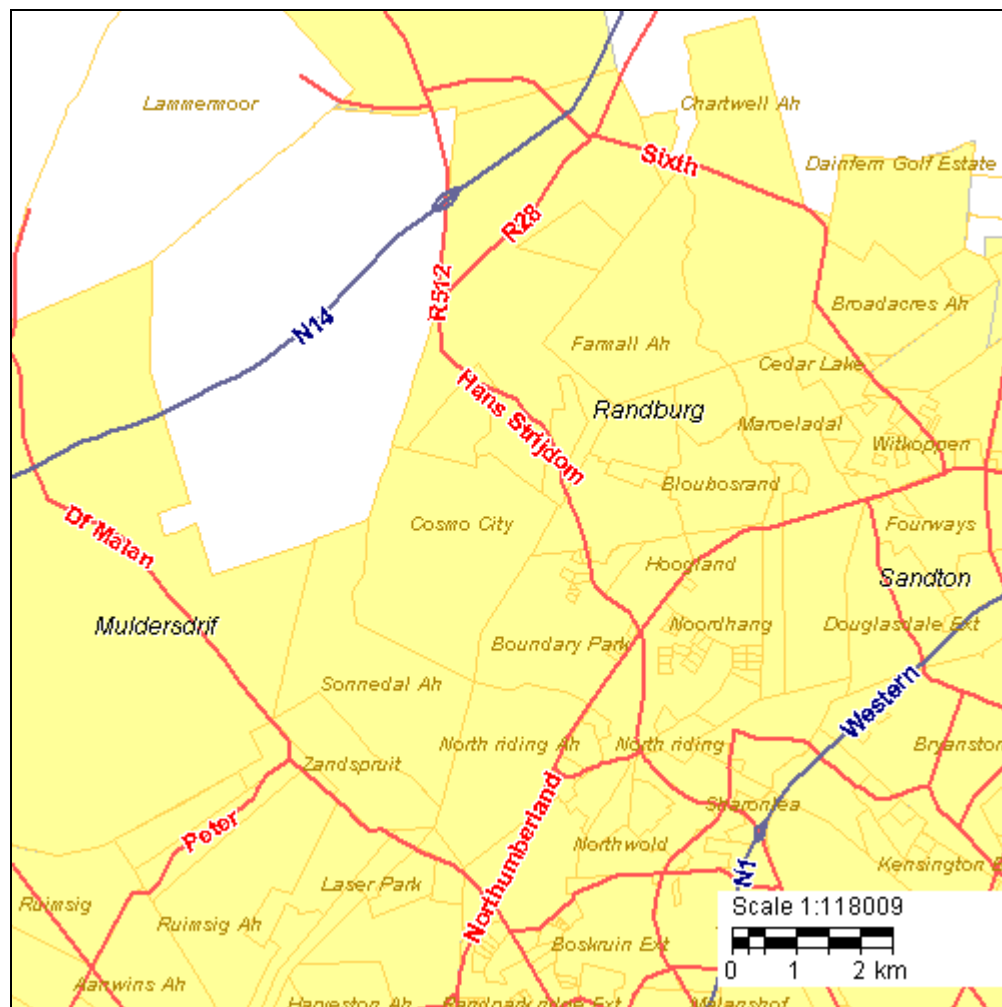 Lammermoor
Chartwell Ah
Sixth
Dainfern Golf Estate
R28
R512
Broadacres Ah
N14
Farmall Ah
Cedar Lake
Hans Strijdom
Randburg
Maroeladal
Witkoppen
Bloubosrand
Df Malan
Cosmo City
Fourways
Hoogland
Sandton
Muldersdrif
Noordhang
Douglasdale Ext
Boundary Park
Sonnedal Ah
Western
North riding Ah
North riding
Bryanston
Zandspruit
Sharonlea
Peter
Northumberland
Northwold
Kensington
N1
Laser Park
Ruimsig
Ruimsig Ah
Scale 1:118009
Boskruin Ext
0 1 2 km
Ah
Ah
Ext